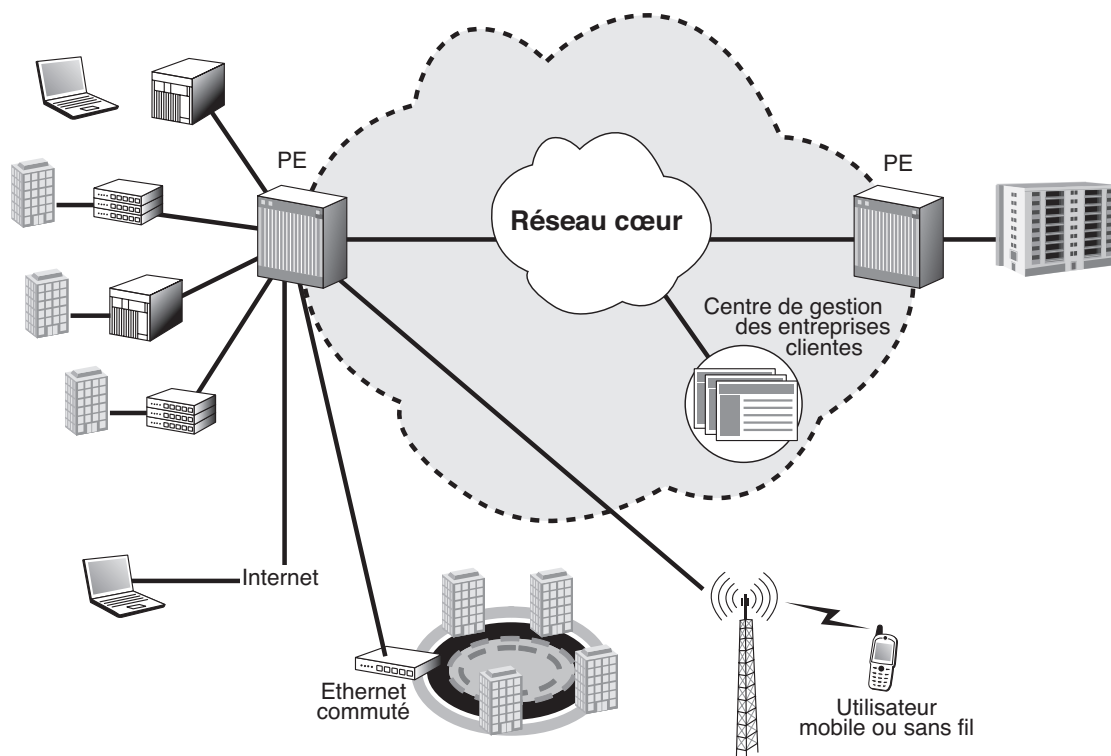 PE
PE
Réseau cœur
Centre de gestion
des entreprises
clientes
Internet
Ethernet
commuté
Utilisateur
mobile ou sans fil